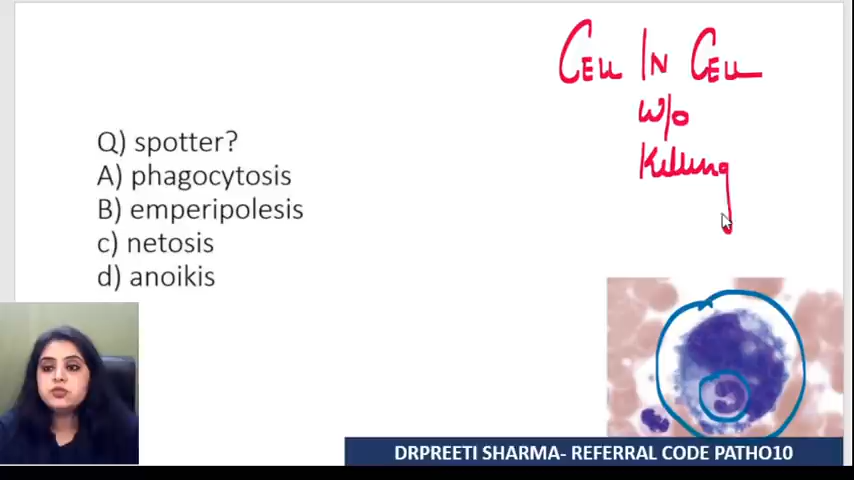 CELL IN CELL
w/o
Killing
Q) spotter?
A) phagocytosis
B) emperipolesis
c) netosis
d) anoikis
DRPREETI SHARMA- REFERRAL CODE PATHO10